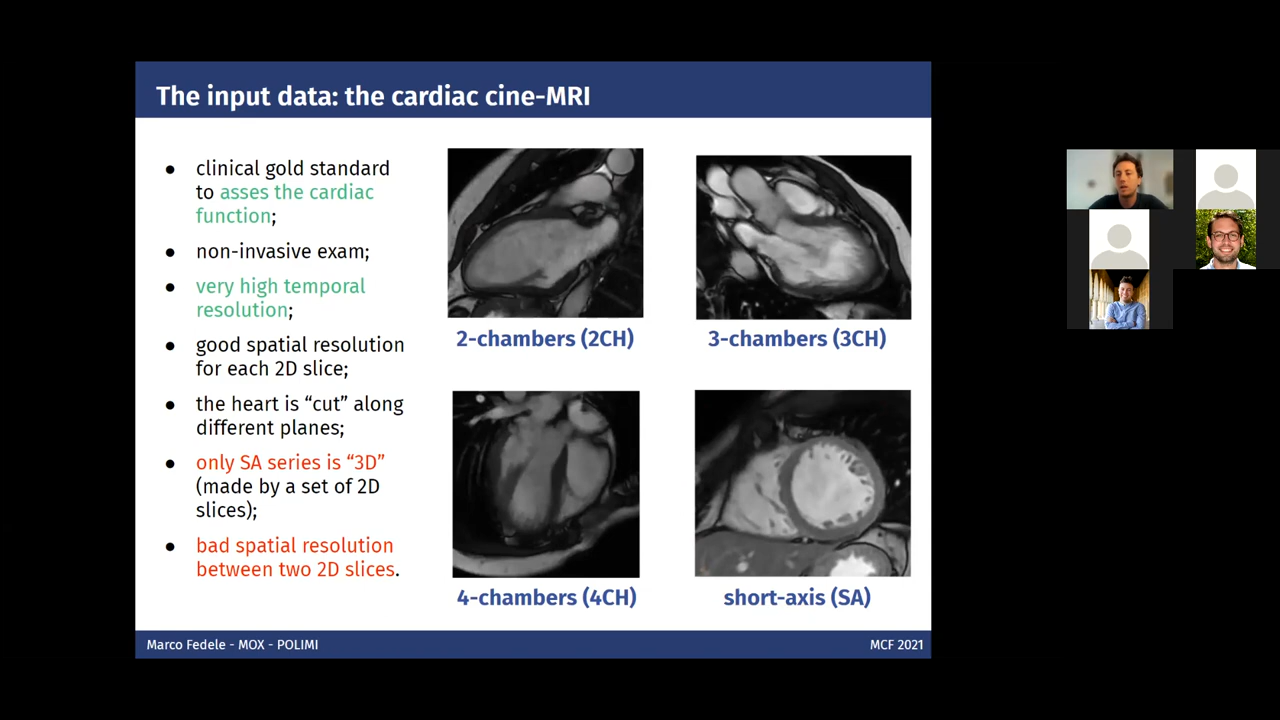 The input data: the cardiac cine-MRI
● clinical gold standard
to asses the cardiac
function;
● non-invasive exam;
● very high temporal
resolution;
● good spatial resolution
for each 2D slice;
● the heart is “cut” along
different planes;
● only SA series is “3D”
(made by a set of 2D
slices);
● bad spatial resolution
between two 2D slices.
2-chambers (2CH)
3-chambers (3CH)
4-chambers (4CH)
short-axis (SA)
Marco Fedele - MOX - POLIMI
MCF 2021